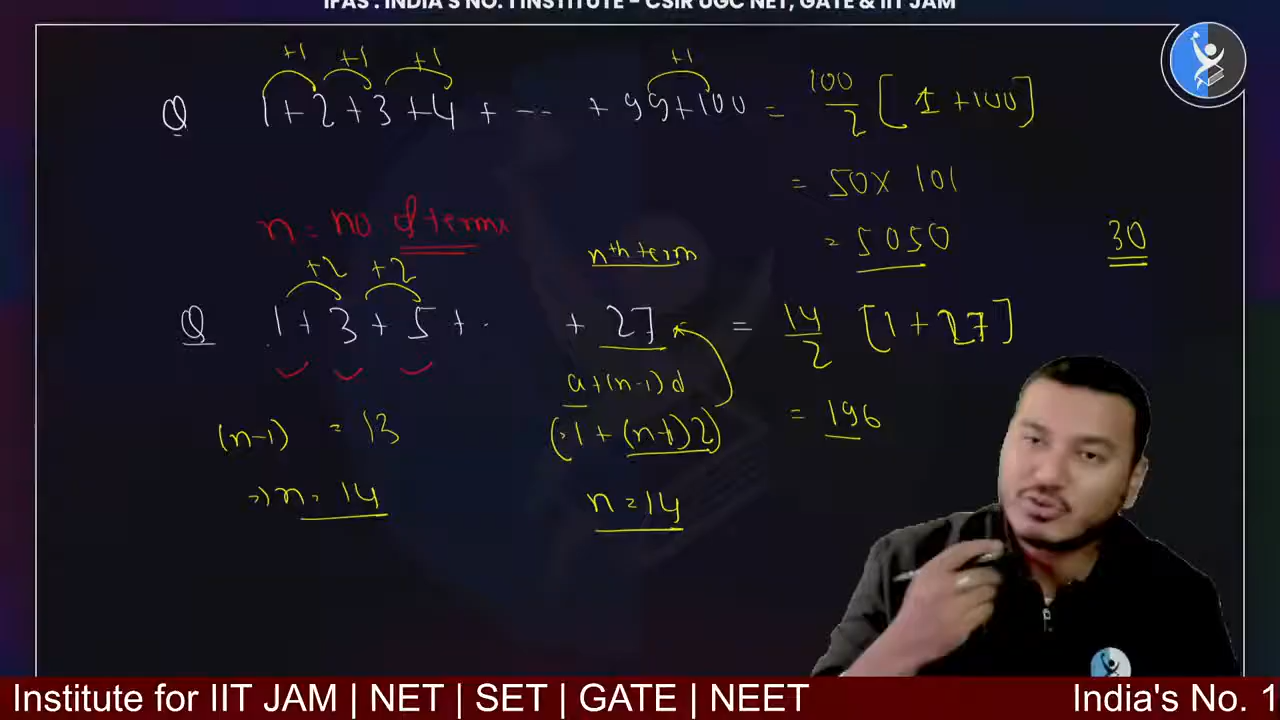 IFAS : INDIA'S NO. 1 INSTITUTE - CSIR UGC NET, GATE & IIT JAM
+1 +1 +1 +1
Q 1+2+3+4+ --- + 99+100 = 100/2 [1+100]
= 50× 101
n = no of terms
= 5050
30
nth term
+2 +2
Q 1+3+5+ - + 27 = 14/2 [1+27]
a+(n-1)d
(n-1) = 13
(1+(n-1)2)
= 196
⇒ n = 14
n = 14
Institute for IIT JAM | NET | SET | GATE | NEET
India's No. 1